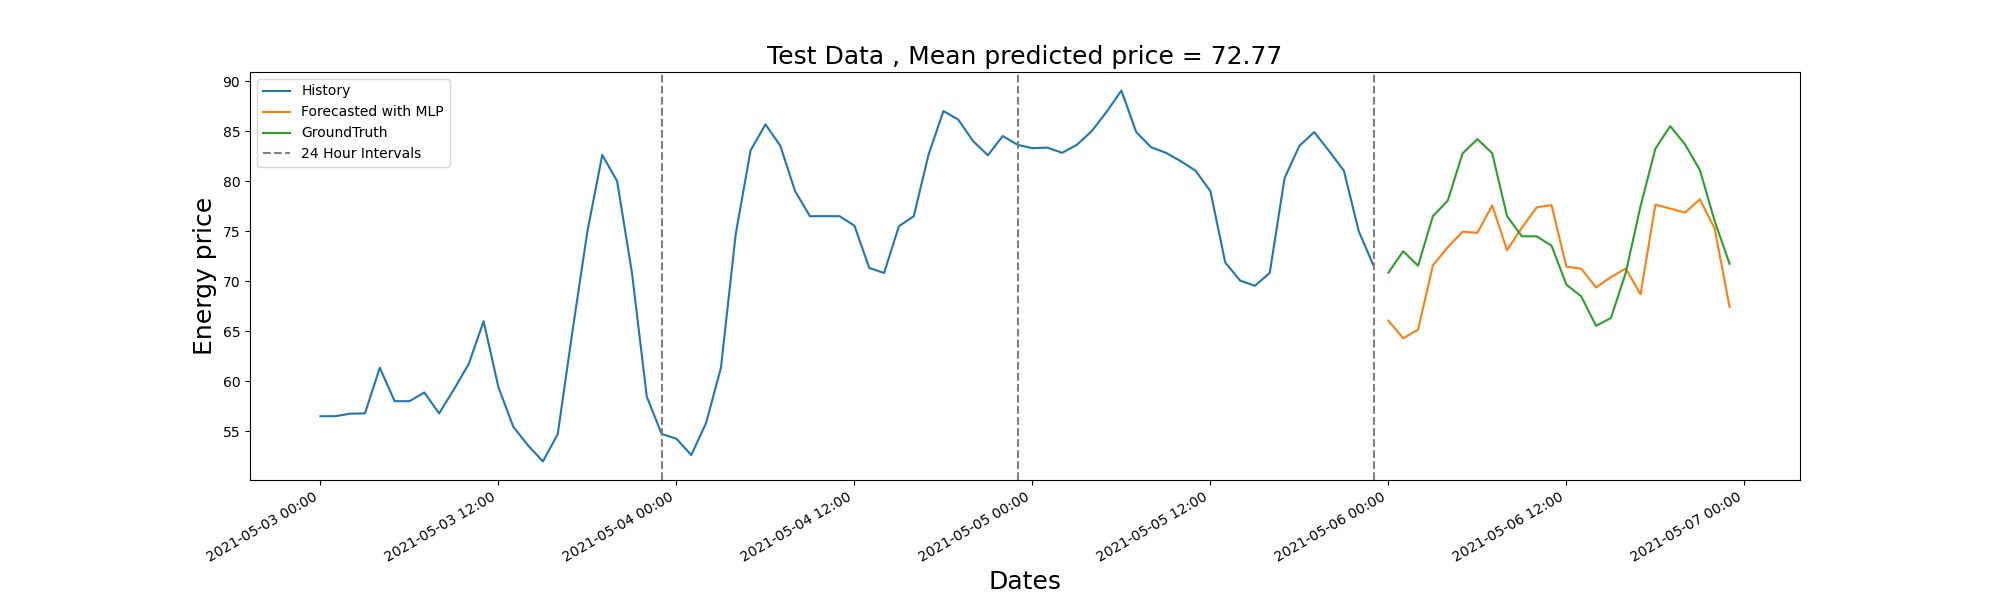 Test Data , Mean predicted price = 72.77
History
Forecasted with MLP
GroundTruth
24 Hour Intervals
Energy price
90
85
80
75
70
65
60
55
2021-05-03 00:00
2021-05-03 12:00
2021-05-04 00:00
2021-05-04 12:00
2021-05-05 00:00
2021-05-05 12:00
2021-05-06 00:00
2021-05-06 12:00
2021-05-07 00:00
Dates